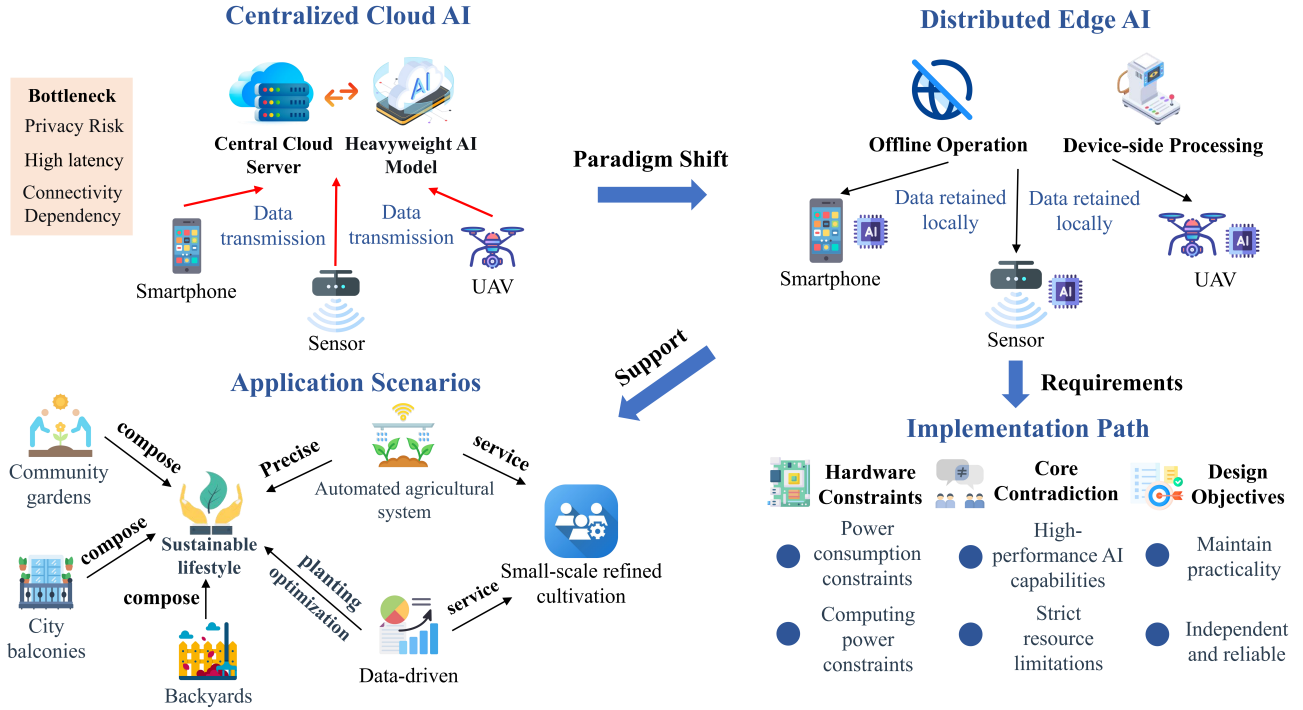 Centralized Cloud AI
Bottleneck
Privacy Risk
High latency
Connectivity
Dependency
AI
Central Cloud
Server
Heavyweight AI
Model
Data
transmission
Data
transmission
Smartphone
Sensor
UAV
Paradigm Shift
Distributed Edge AI
Offline Operation
Device-side Processing
Data retained
locally
Data retained
locally
AI
Smartphone
AI
Sensor
AI
UAV
Support
Requirements
Application Scenarios
Community
gardens
compose
City
balconies
compose
Backyards
compose
Sustainable
lifestyle
Precise
Automated agricultural
system
service
planting
optimization
Data-driven
service
Small-scale refined
cultivation
Implementation Path
Hardware
Constraints
Power
consumption
constraints
Computing
power
constraints
≠
Core
Contradiction
High-
performance AI
capabilities
Strict
resource
limitations
Design
Objectives
Maintain
practicality
Independent
and reliable